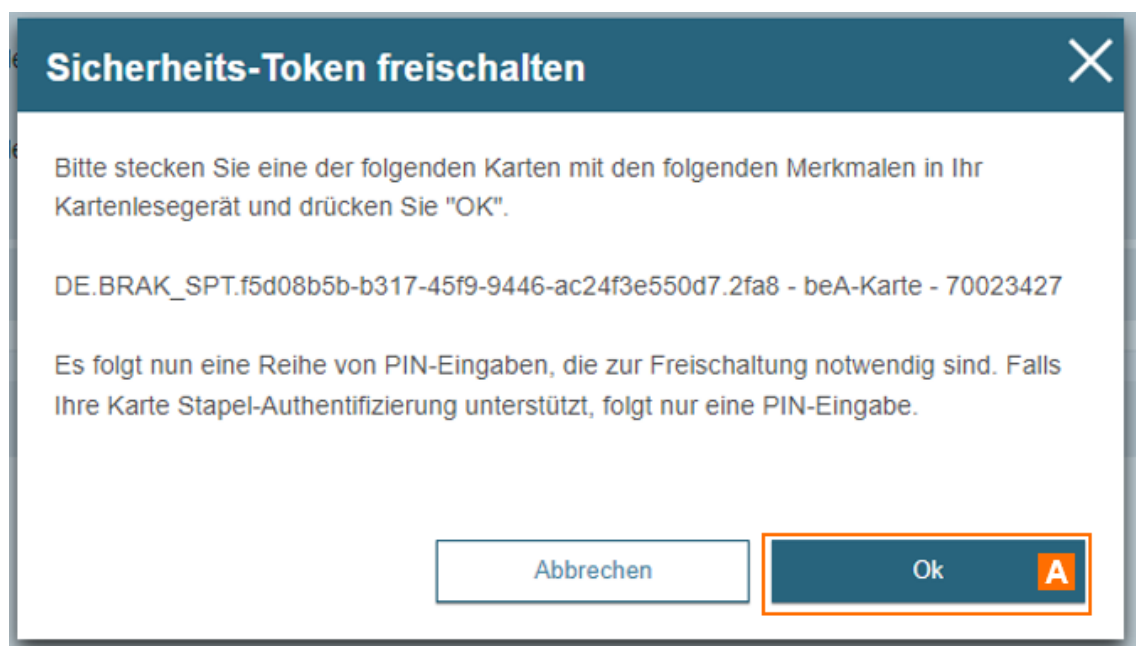 Sicherheits-Token freischalten
Bitte stecken Sie eine der folgenden Karten mit den folgenden Merkmalen in Ihr
Kartenlesegerät und drücken Sie "OK".
DE.BRAK_SPT.f5d08b5b-b317-45f9-9446-ac24f3e550d7.2fa8 - beA-Karte - 70023427
Es folgt nun eine Reihe von PIN-Eingaben, die zur Freischaltung notwendig sind. Falls
Ihre Karte Stapel-Authentifizierung unterstützt, folgt nur eine PIN-Eingabe.
Abbrechen
Ok A